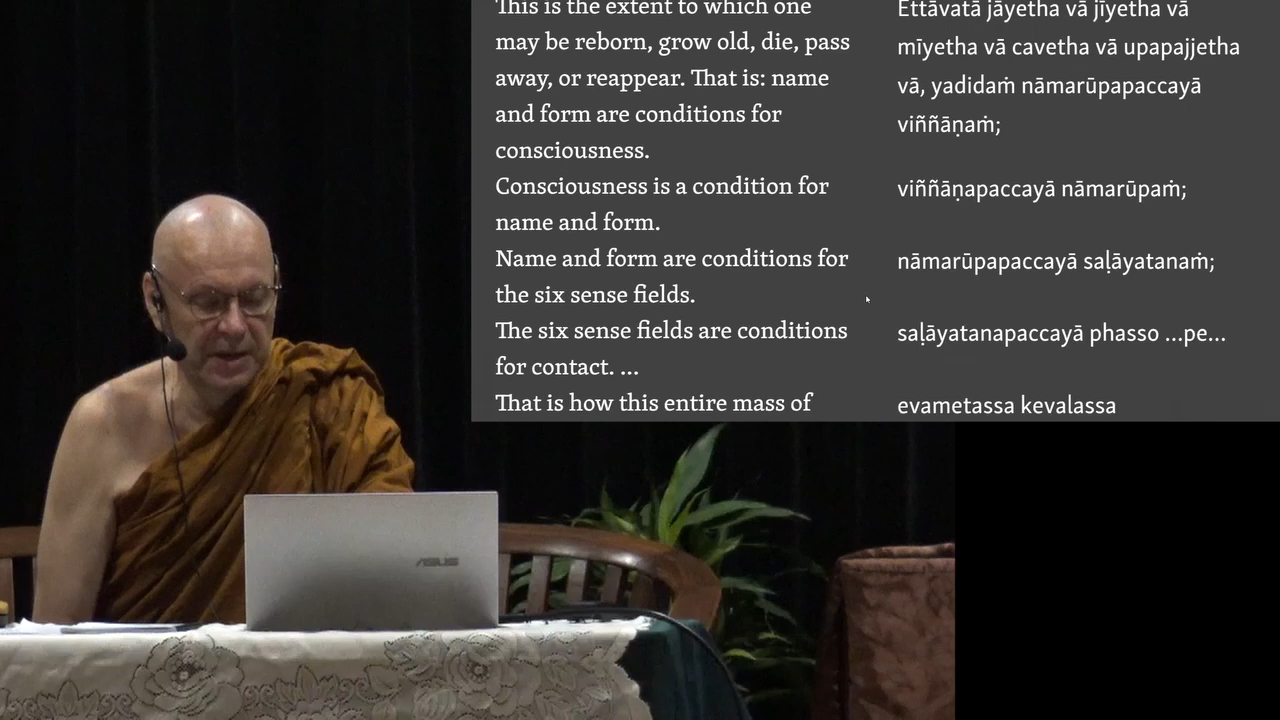 This is the extent to which one
may be reborn, grow old, die, pass
away, or reappear. That is: name
and form are conditions for
consciousness.
Consciousness is a condition for
name and form.
Name and form are conditions for
the six sense fields.
The six sense fields are conditions
for contact. …
That is how this entire mass of
Ettāvatā jāyetha vā jīyetha vā
mīyetha vā cavetha vā upapajjetha
vā, yadidaṁ nāmarūpapaccayā
viññāṇaṁ;
viññāṇapaccayā nāmarūpaṁ;
nāmarūpapaccayā saḷāyatanaṁ;
saḷāyatanapaccayā phasso …pe…
evametassa kevalassa
ASUS